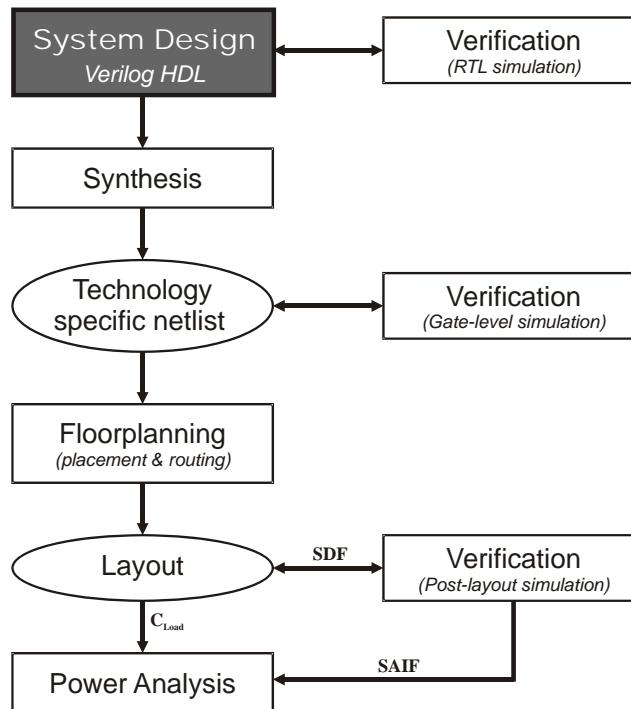 System Design
Verilog HDL
Verification
(RTL simulation)
Synthesis
Technology
specific netlist
Verification
(Gate-level simulation)
Floorplanning
(placement & routing)
Layout
SDF
Verification
(Post-layout simulation)
C_Load
SAIF
Power Analysis